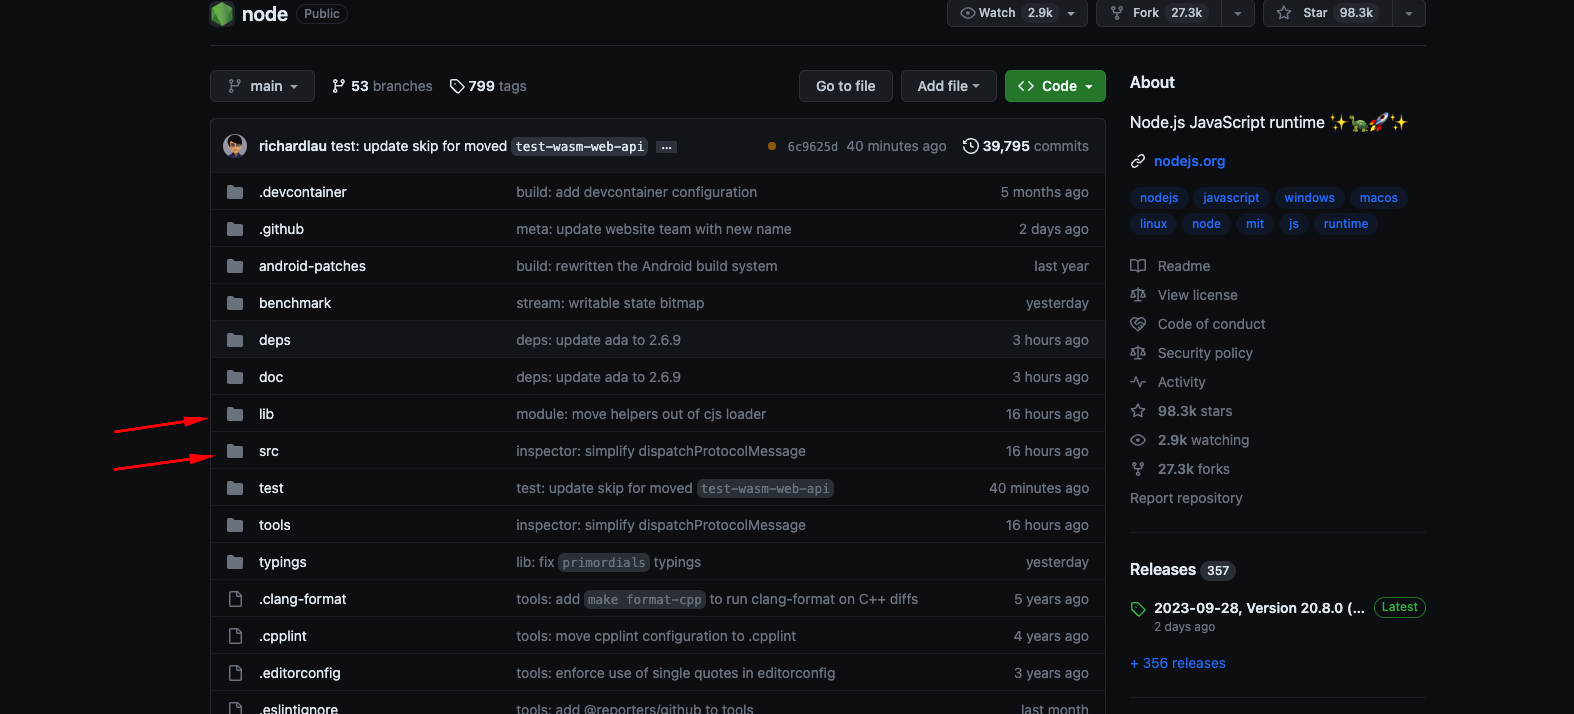 node Public
Watch 2.9k Fork 27.3k Star 98.3k
main 53 branches 799 tags Go to file Add file Code
richardlau test: update skip for moved test-wasm-web-api ... 6c9625d 40 minutes ago 39,795 commits
.devcontainer build: add devcontainer configuration 5 months ago
.github meta: update website team with new name 2 days ago
android-patches build: rewritten the Android build system last year
benchmark stream: writable state bitmap yesterday
deps deps: update ada to 2.6.9 3 hours ago
doc deps: update ada to 2.6.9 3 hours ago
lib module: move helpers out of cjs loader 16 hours ago
src inspector: simplify dispatchProtocolMessage 16 hours ago
test test: update skip for moved test-wasm-web-api 40 minutes ago
tools inspector: simplify dispatchProtocolMessage 16 hours ago
typings lib: fix primordials typings yesterday
.clang-format tools: add make format-cpp to run clang-format on C++ diffs 5 years ago
.cpplint tools: move cpplint configuration to .cpplint 4 years ago
.editorconfig tools: enforce use of single quotes in editorconfig 3 years ago
.eslintignore tools: add @reporters/github to tools last month
About
Node.js JavaScript runtime ✨🐢🚀✨
nodejs.org
nodejs javascript windows macos
linux node mit js runtime
Readme
View license
Code of conduct
Security policy
Activity
98.3k stars
2.9k watching
27.3k forks
Report repository
Releases 357
2023-09-28, Version 20.8.0 (... Latest
2 days ago
+ 356 releases